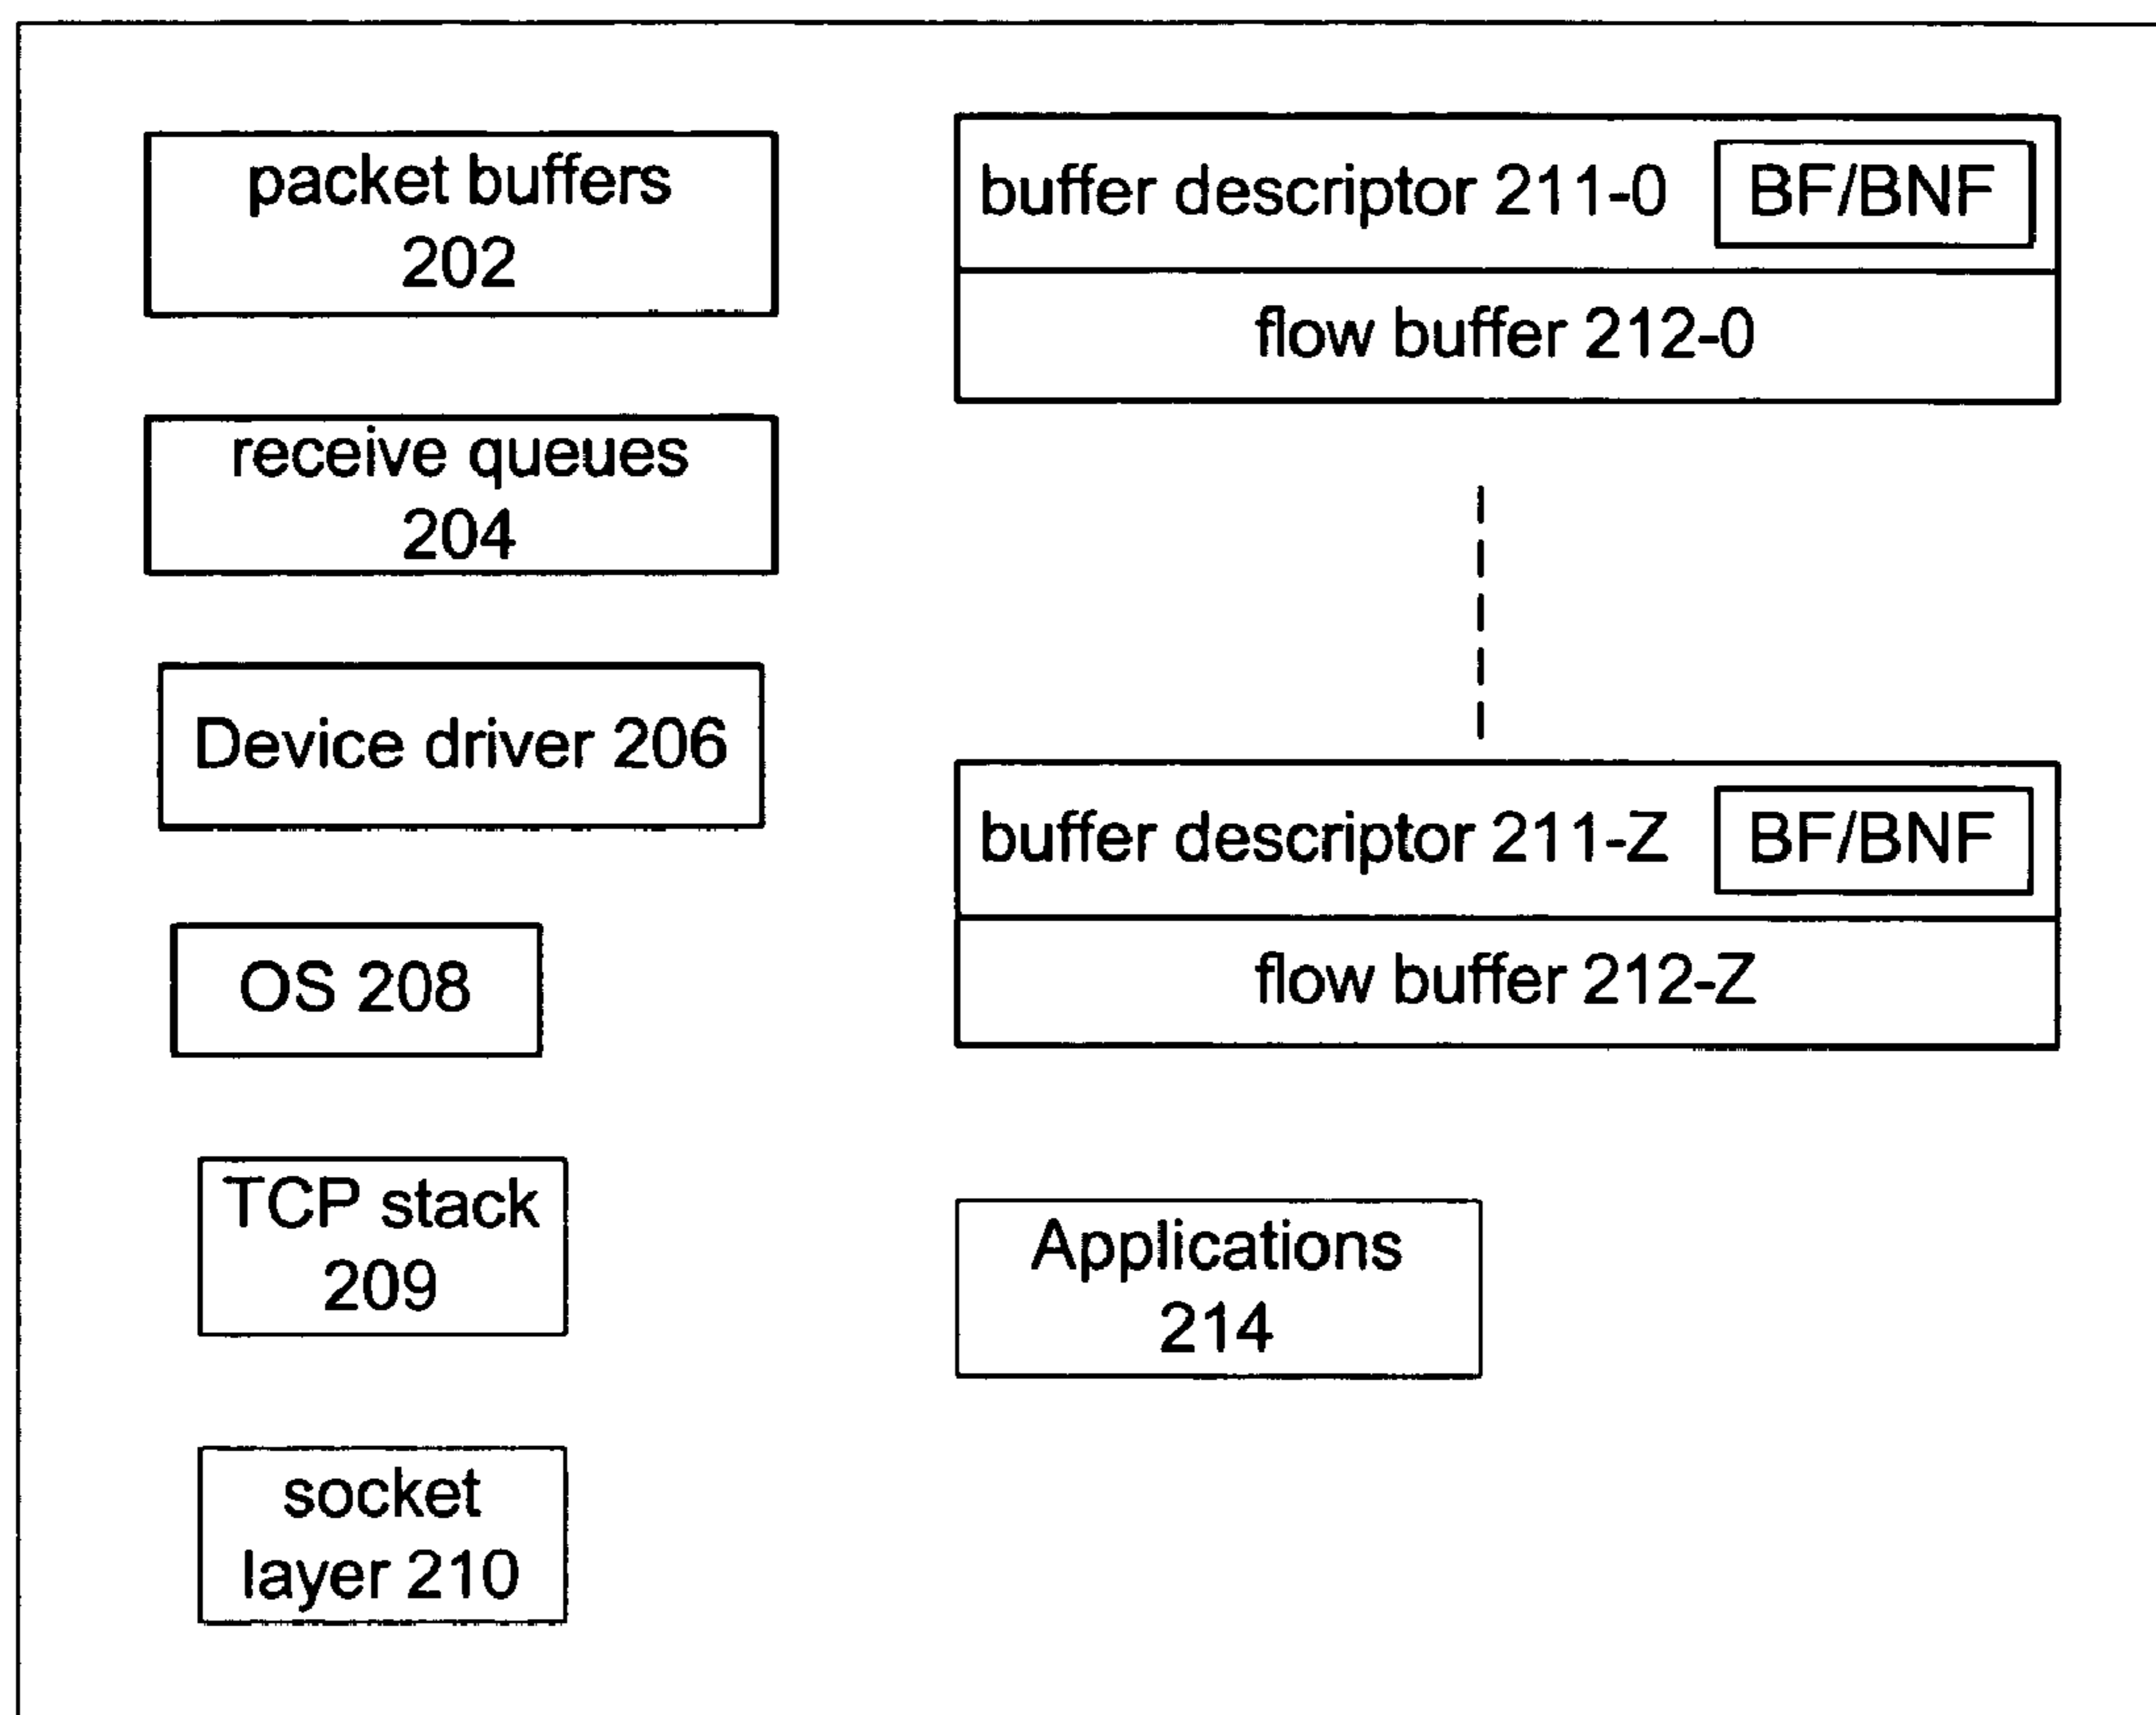 packet buffers
202
receive queues
204
Device driver 206
OS 208
TCP stack
209
socket
layer 210
buffer descriptor 211-0 BF/BNF
flow buffer 212-0
buffer descriptor 211-Z BF/BNF
flow buffer 212-Z
Applications
214